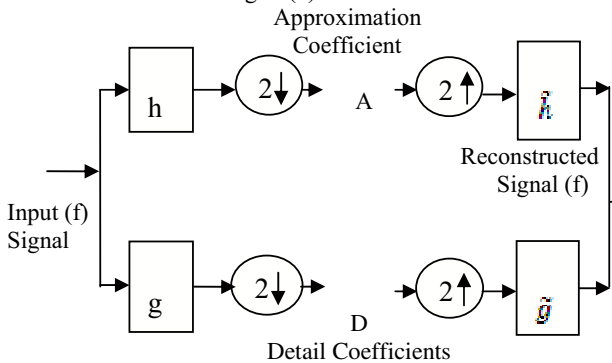 Approximation
Coefficient
h
2↓
A
2↑
h̃
Reconstructed
Signal (f)
Input (f)
Signal
g
2↓
D
2↑
g̃
Detail Coefficients